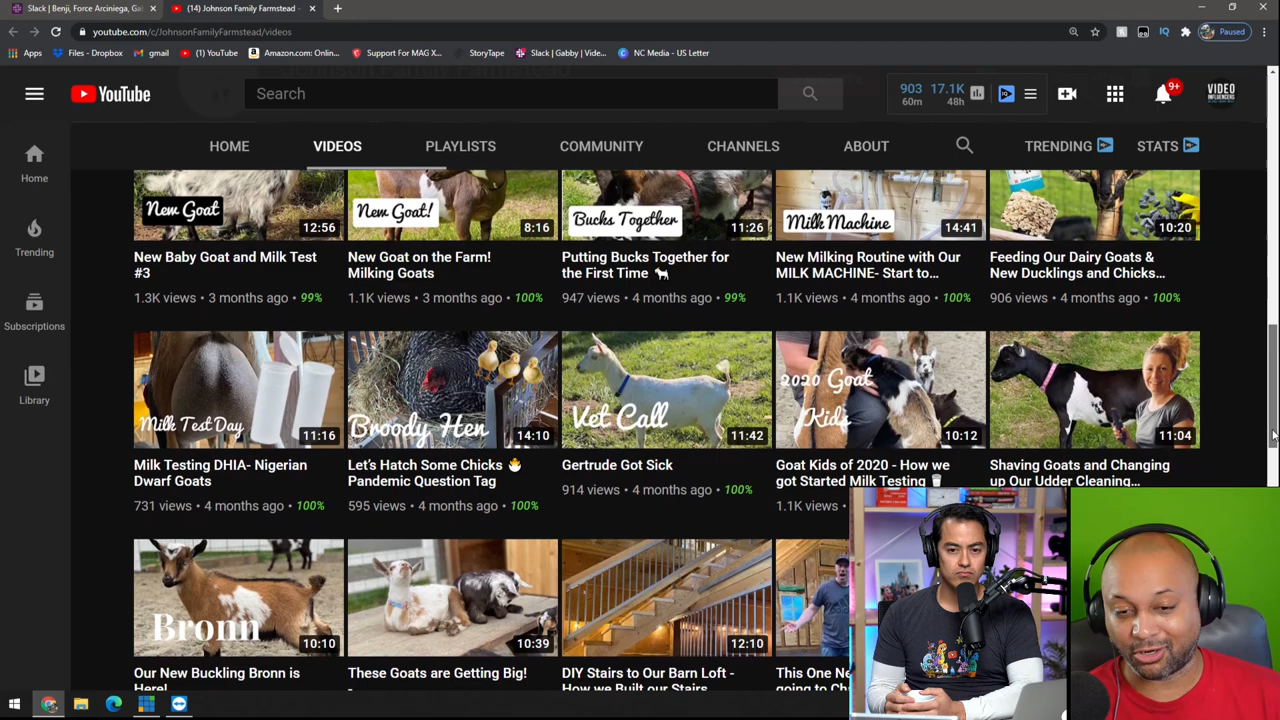 Slack | Benji, Force Arciniega, Ga
(14) Johnson Family Farmstead -
youtube.com/c/JohnsonFamilyFarmstead/videos
Paused
Apps
Files - Dropbox
gmail
(1) YouTube
Amazon.com: Onlin...
Support For MAG X...
StoryTape
Slack | Gabby | Vide...
NC Media - US Letter
YouTube
Search
903
60m
17.1K
48h
9+
VIDEO
INFLUENCERS
HOME
VIDEOS
PLAYLISTS
COMMUNITY
CHANNELS
ABOUT
TRENDING
STATS
Home
Trending
Subscriptions
Library
New Goat
12:56
New Goat!
8:16
Bucks Together
11:26
Milk Machine
14:41
10:20
New Baby Goat and Milk Test
#3
1.3K views • 3 months ago • 99%
New Goat on the Farm!
Milking Goats
1.1K views • 3 months ago • 100%
Putting Bucks Together for
the First Time 🐐
947 views • 4 months ago • 99%
New Milking Routine with Our
MILK MACHINE- Start to...
1.1K views • 4 months ago • 100%
Feeding Our Dairy Goats &
New Ducklings and Chicks...
906 views • 4 months ago • 100%
Milk Test Day
11:16
Broody Hen
14:10
Vet Call
11:42
2020 Goat
Kids
10:12
11:04
Milk Testing DHIA- Nigerian
Dwarf Goats
731 views • 4 months ago • 100%
Let's Hatch Some Chicks 🐣
Pandemic Question Tag
595 views • 4 months ago • 100%
Gertrude Got Sick
914 views • 4 months ago • 100%
Goat Kids of 2020 - How we
got Started Milk Testing 🥛
1.1K
Shaving Goats and Changing
up Our Udder Cleaning...
Bronn
10:10
10:39
12:10
Our New Buckling Bronn is
Here!
These Goats are Getting Big!
DIY Stairs to Our Barn Loft -
How we Built our Stairs
This One Ne
going to Ch